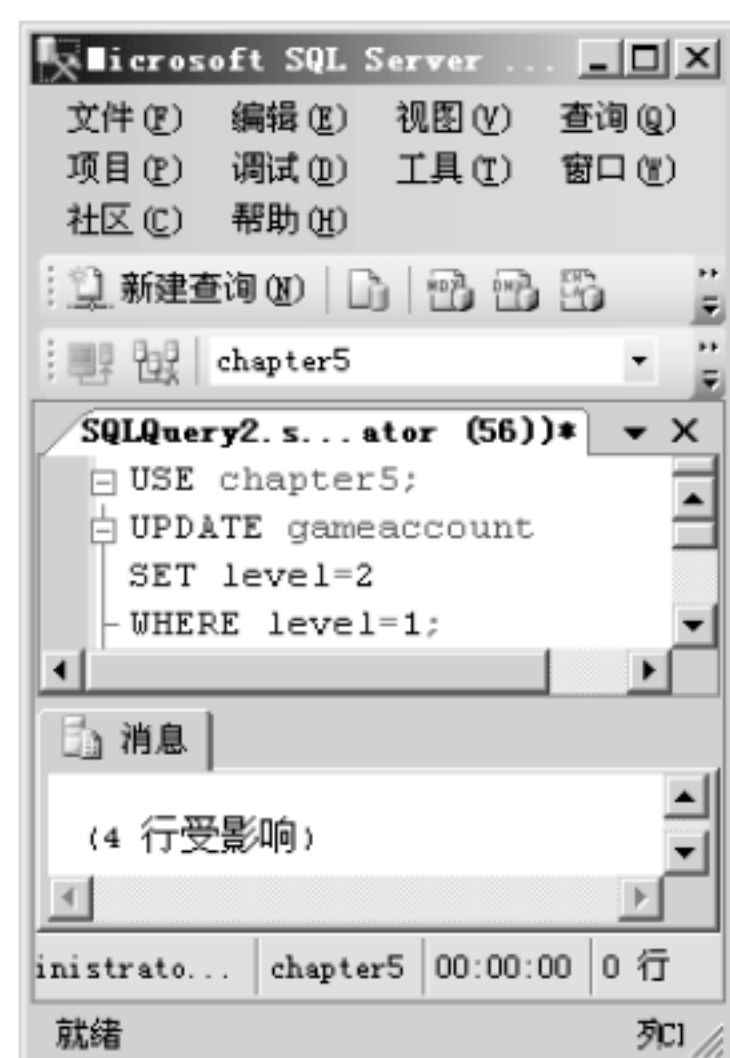 Microsoft SQL Server ...
文件(F) 编辑(E) 视图(V) 查询(Q)
项目(P) 调试(D) 工具(T) 窗口(W)
社区(C) 帮助(H)
新建查询(N)
chapter5
SQLQuery2.s...ator (56))*
USE chapter5;
UPDATE gameaccount
SET level=2
WHERE level=1;
消息
(4 行受影响)
inistrato... chapter5 00:00:00 0 行
就绪